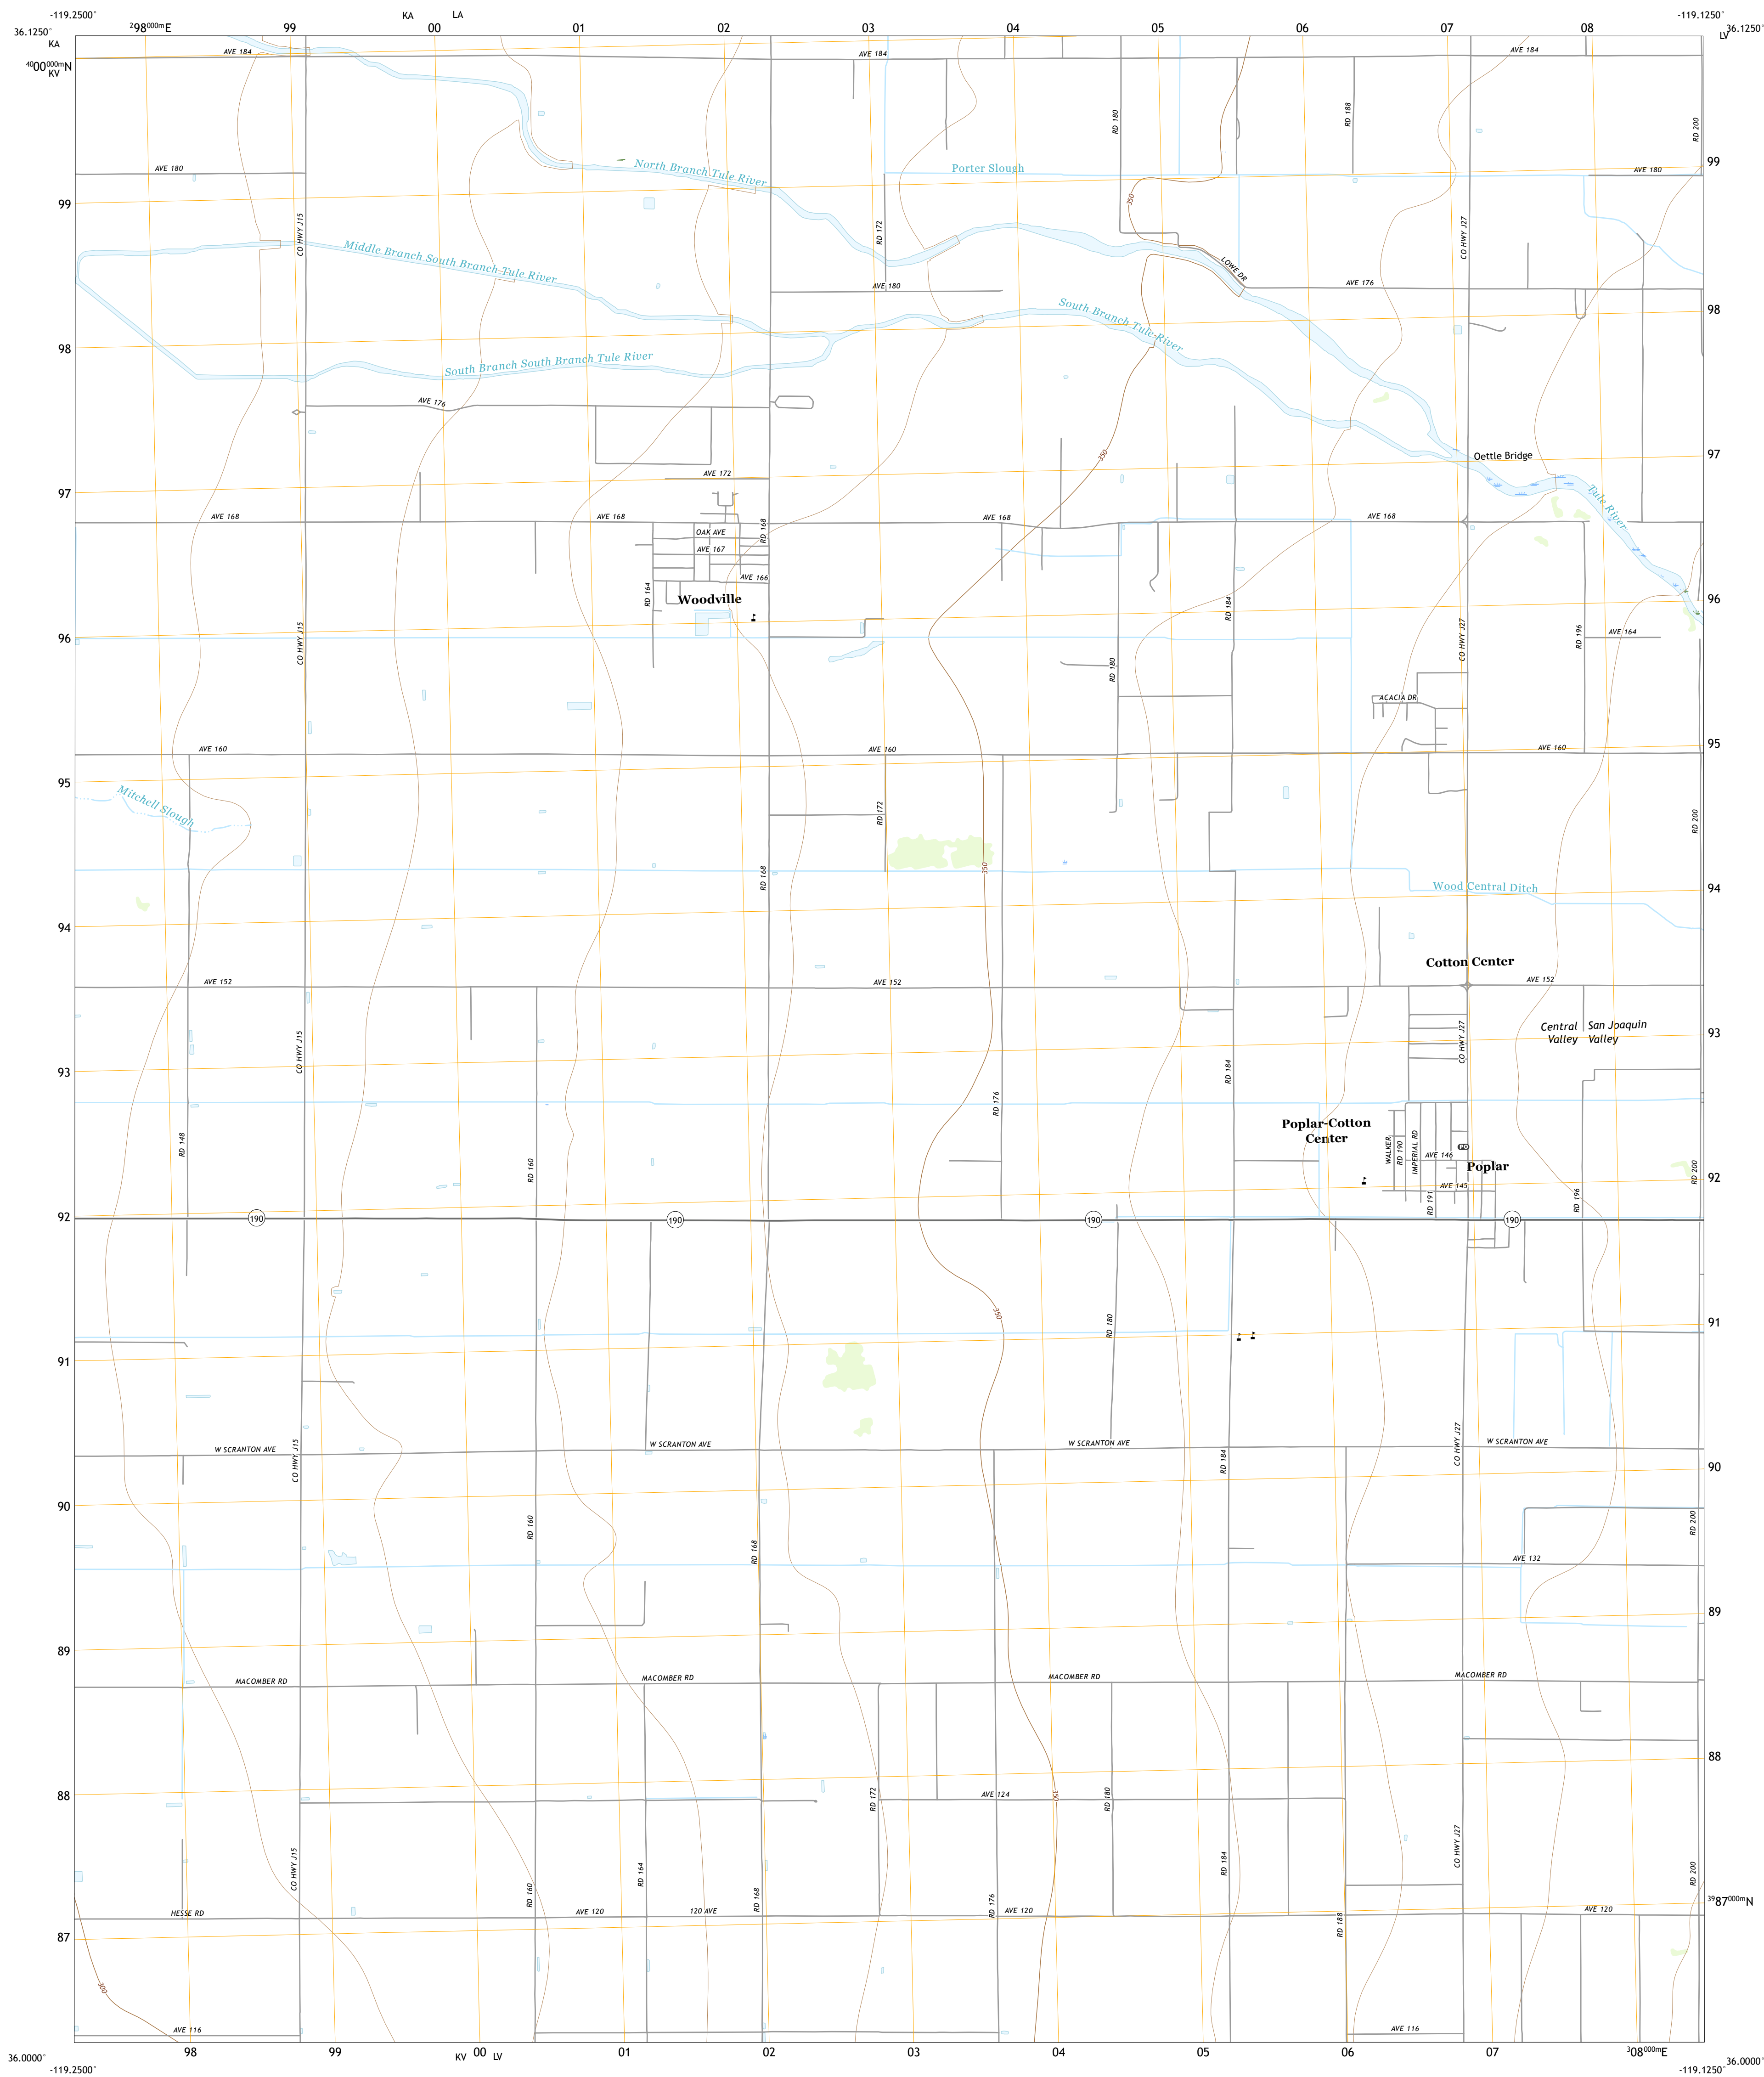 -119.2500°
KA
LA
-119.1250°
36.1250°
²98⁰⁰⁰ᵐE
99
00
01
02
03
04
05
06
07
08
36.1250°
KA
LV
⁴⁰00⁰⁰⁰ᵐN
KV
AVE 184
AVE 184
AVE 184
RD 180
RD 188
RD 200
AVE 180
North Branch Tule River
Porter Slough
AVE 180
99
99
350
CO HWY J15
RD 172
CO HWY J27
Middle Branch South Branch Tule River
LOWE DR
AVE 180
AVE 176
98
South Branch Tule River
98
South Branch South Branch Tule River
AVE 176
350
Oettle Bridge
97
AVE 172
97
Tule River
AVE 168
AVE 168
AVE 168
AVE 168
RD 168
OAK AVE
AVE 167
AVE 166
RD 164
Woodville
RD 184
96
96
CO HWY J15
CO HWY J27
RD 196
AVE 164
RD 180
ACACIA DR
AVE 160
AVE 160
AVE 160
95
95
Mitchell Slough
RD 172
RD 200
RD 168
350
Wood Central Ditch
94
94
Cotton Center
AVE 152
AVE 152
AVE 152
CO HWY J15
CO HWY J27
Central Valley
San Joaquin Valley
93
93
RD 184
RD 176
Poplar-Cotton
Center
RD 148
RD 160
WALKER
RD 190
IMPERIAL RD
PO
AVE 146
Poplar
RD 200
AVE 145
RD 191
RD 196
92
92
190
190
190
190
350
RD 180
91
91
W SCRANTON AVE
W SCRANTON AVE
W SCRANTON AVE
W SCRANTON AVE
CO HWY J15
RD 184
CO HWY J27
90
90
RD 160
RD 168
RD 200
AVE 132
89
89
MACOMBER RD
MACOMBER RD
MACOMBER RD
MACOMBER RD
88
88
RD 172
AVE 124
RD 180
350
CO HWY J15
RD 164
RD 184
CO HWY J27
RD 200
RD 160
RD 168
RD 176
³⁹87⁰⁰⁰ᵐN
HESSE RD
AVE 120
120 AVE
AVE 120
RD 188
AVE 120
87
300
AVE 116
AVE 116
98
99
00
01
02
03
04
05
06
07
³08⁰⁰⁰ᵐE
36.0000°
KV
LV
36.0000°
-119.2500°
-119.1250°